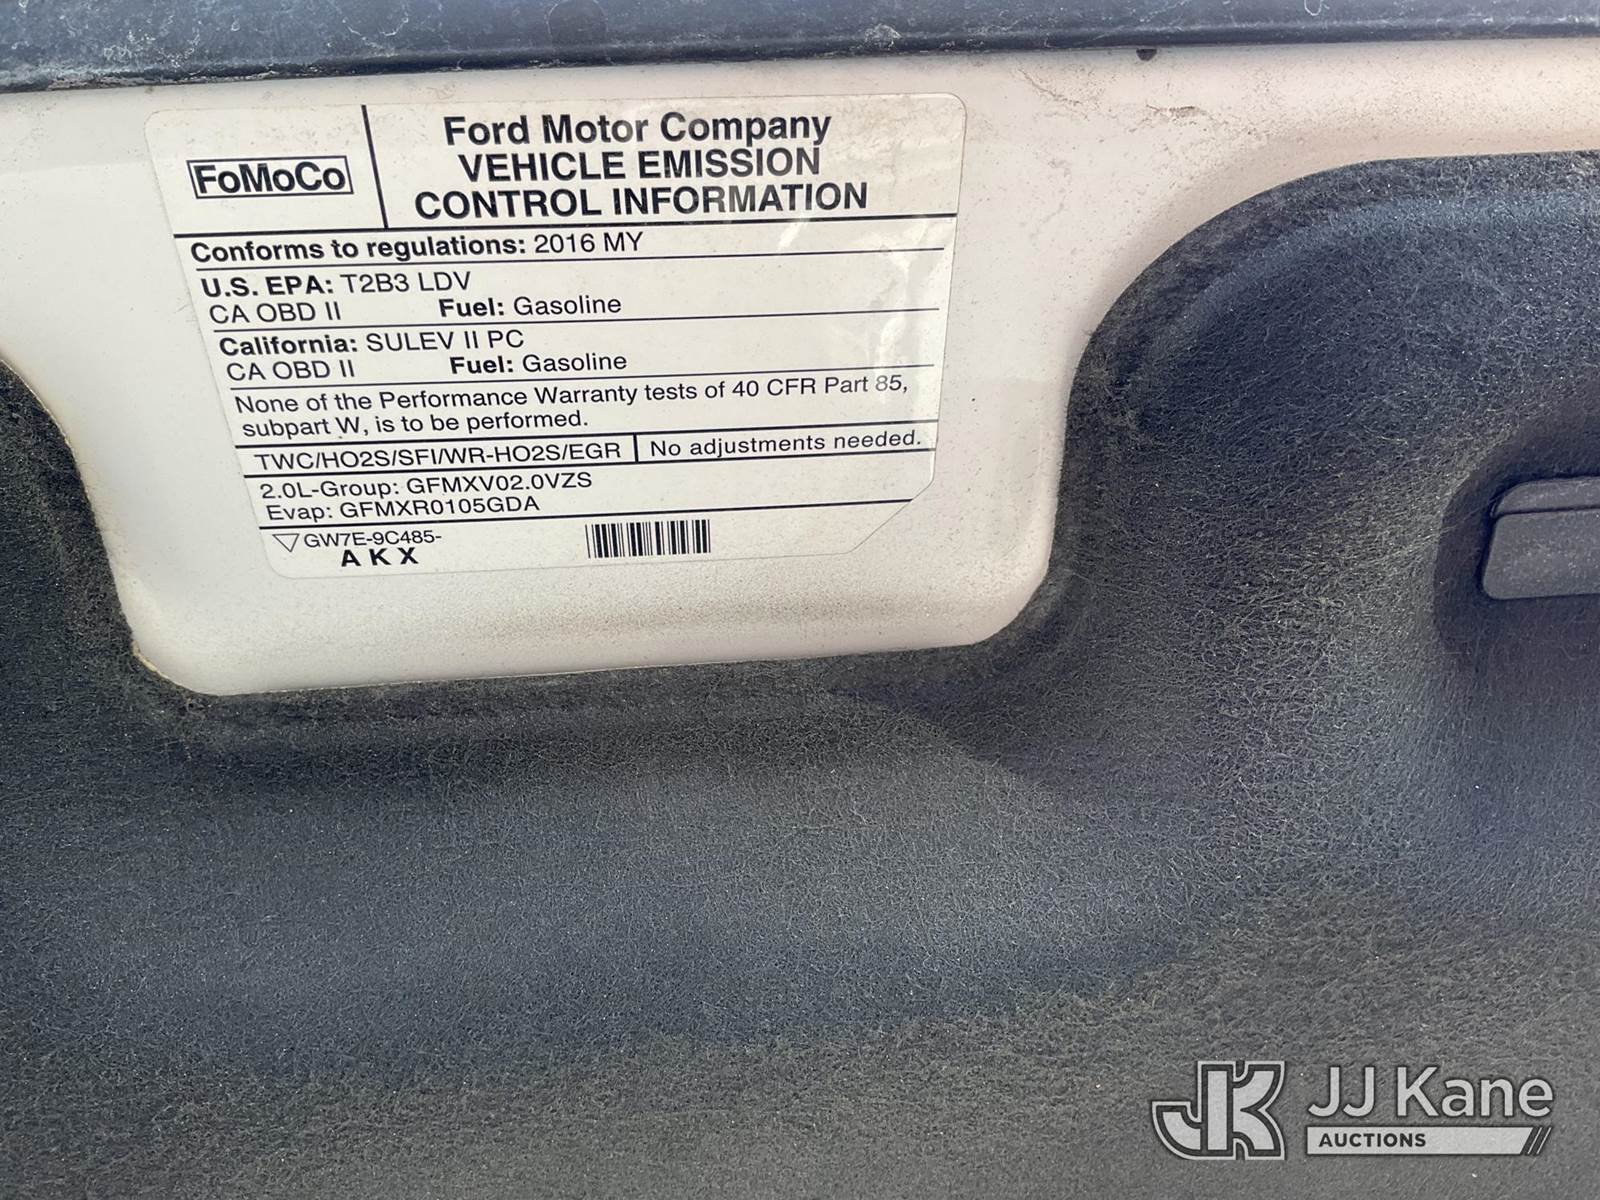 FoMoCo
Ford Motor Company
VEHICLE EMISSION
CONTROL INFORMATION
Conforms to regulations: 2016 MY
U.S. EPA: T2B3 LDV
CA OBD II Fuel: Gasoline
California: SULEV II PC
CA OBD II Fuel: Gasoline
None of the Performance Warranty tests of 40 CFR Part 85,
subpart W, is to be performed.
TWC/HO2S/SFI/WR-HO2S/EGR No adjustments needed.
2.0L-Group: GFMXV02.0VZS
Evap: GFMXR0105GDA
GW7E-9C485-
AKX
JK JJ Kane
AUCTIONS